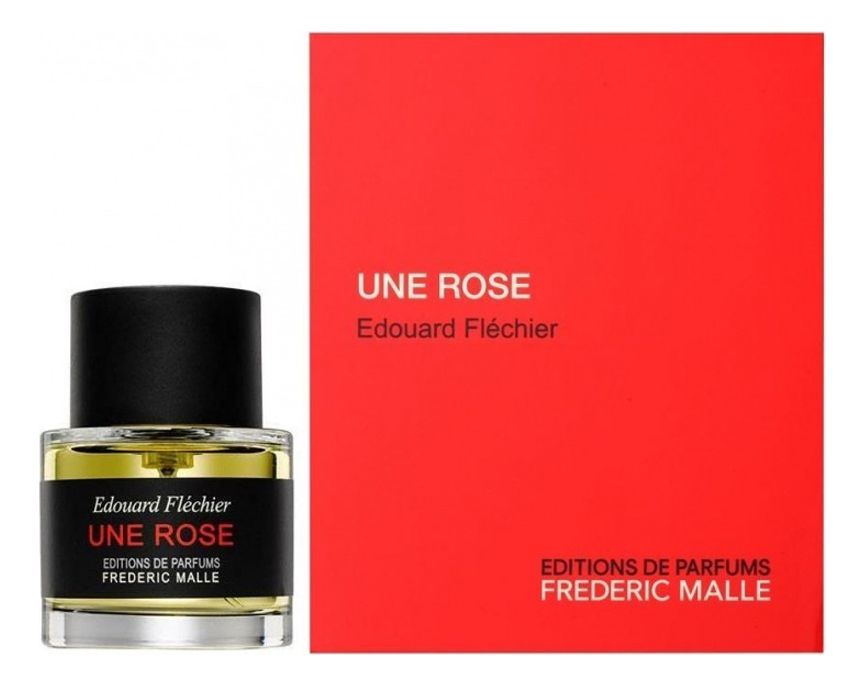 UNE ROSE
Edouard Fléchier
EDITIONS DE PARFUMS
FREDERIC MALLE
Edouard Fléchier
UNE ROSE
EDITIONS DE PARFUMS
FREDERIC MALLE